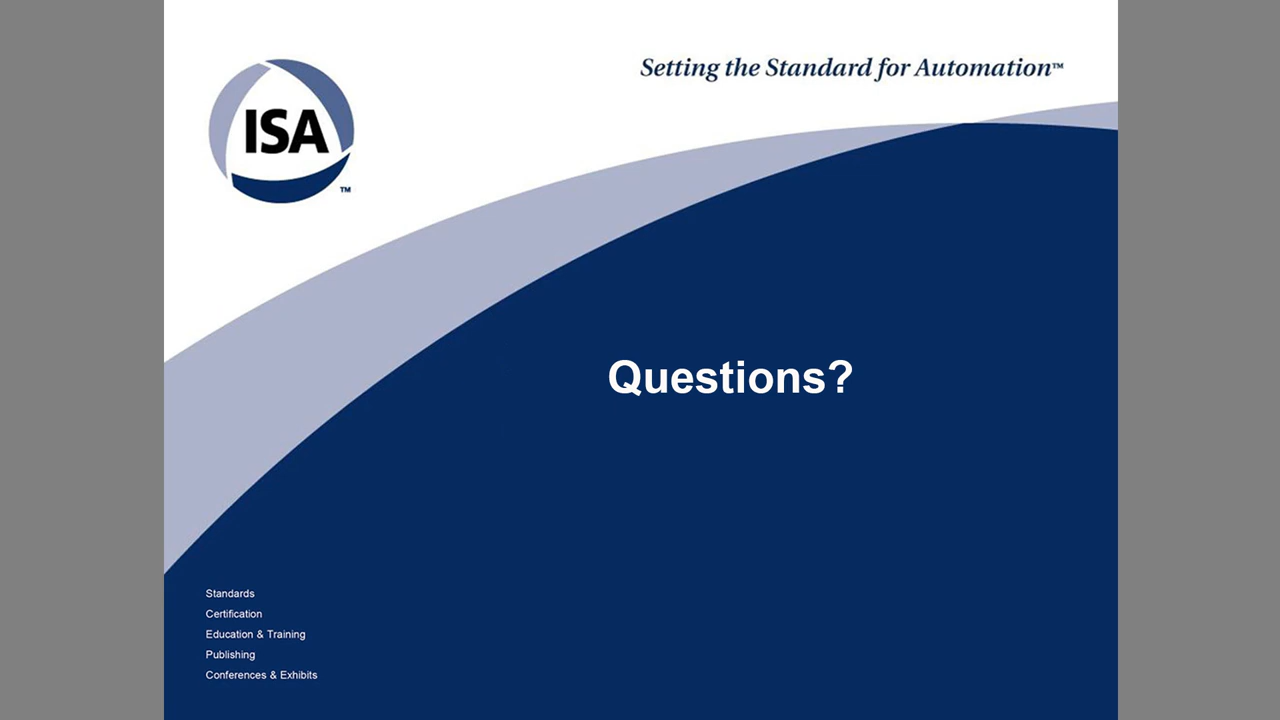 Setting the Standard for Automation™
ISA
™
Questions?
Standards
Certification
Education & Training
Publishing
Conferences & Exhibits